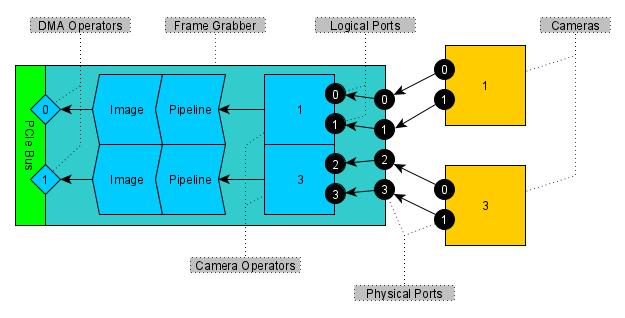 DMA Operators
Frame Grabber
Logical Ports
Cameras
PCIe Bus
0
Image
Pipeline
1
0
1
0
1
0
1
1
1
Image
Pipeline
3
2
3
2
3
0
1
3
Camera Operators
Physical Ports